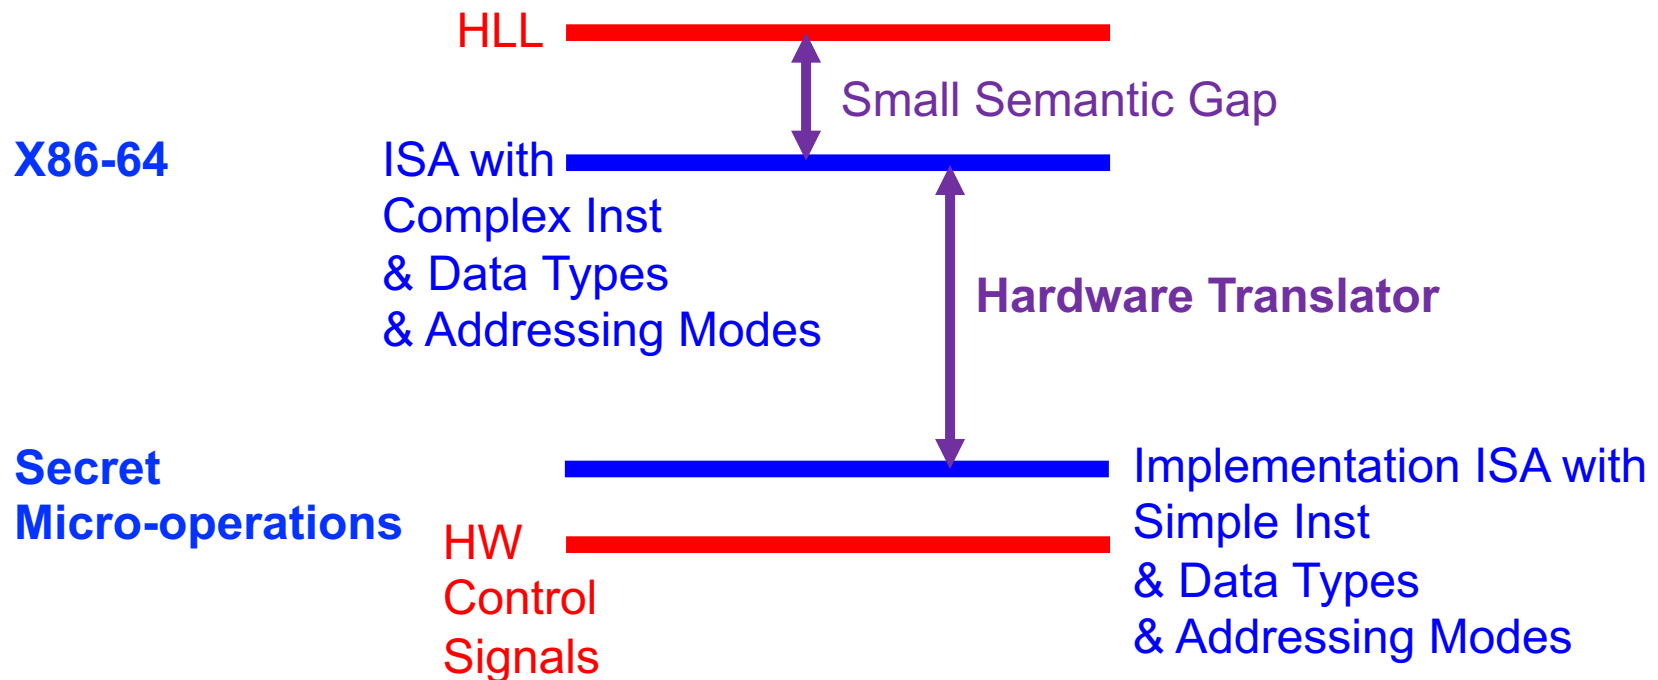 HLL
Small Semantic Gap
X86-64
ISA with
Complex Inst
& Data Types
& Addressing Modes
Hardware Translator
Secret
Micro-operations
Implementation ISA with
Simple Inst
& Data Types
& Addressing Modes
HW
Control
Signals